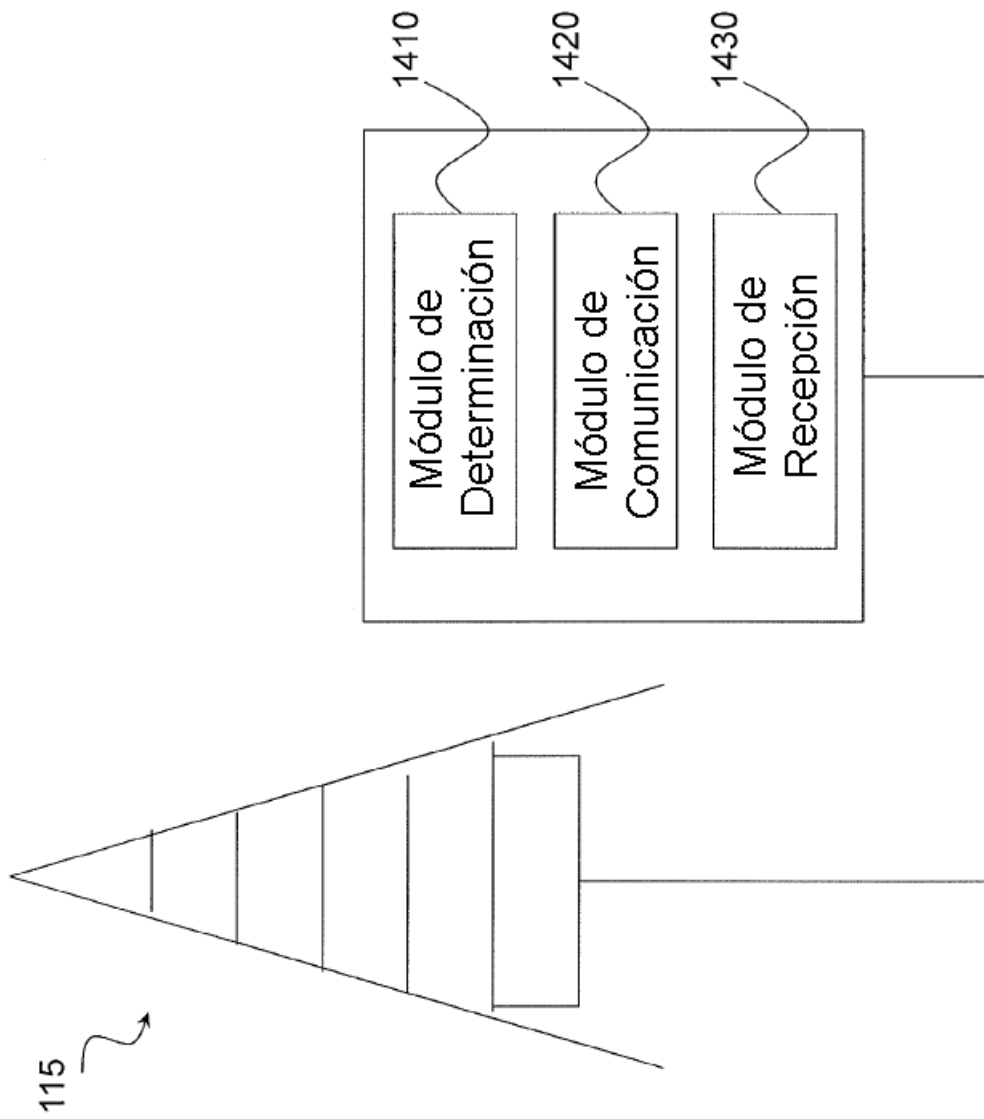 115
Módulo de
Determinación
1410
Módulo de
Comunicación
1420
Módulo de
Recepción
1430